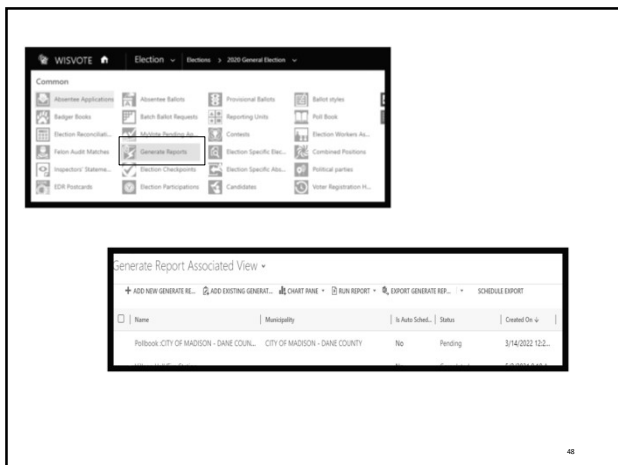 WISVOTE Election Elections > 2020 General Election
Common
Absentee Applications Absentee Ballots Provisional Ballots Ballot styles
Badger Books Batch Ballot Requests Reporting Units Poll Book
Election Reconciliati... MyVote Pending Ap... Contests Election Workers As...
Felon Audit Matches Generate Reports Election Specific Elec... Combined Positions
Inspectors' Stateme... Election Checkpoints Election Specific Abs... Political parties
EDR Postcards Election Participations Candidates Voter Registration H...
Generate Report Associated View
ADD NEW GENERATE RE... ADD EXISTING GENERAT... CHART PANE RUN REPORT EXPORT GENERATE REP... SCHEDULE EXPORT
Name Municipality Is Auto Sched... Status Created On
Pollbook :CITY OF MADISON - DANE COUN... CITY OF MADISON - DANE COUNTY No Pending 3/14/2022 12:2...
48